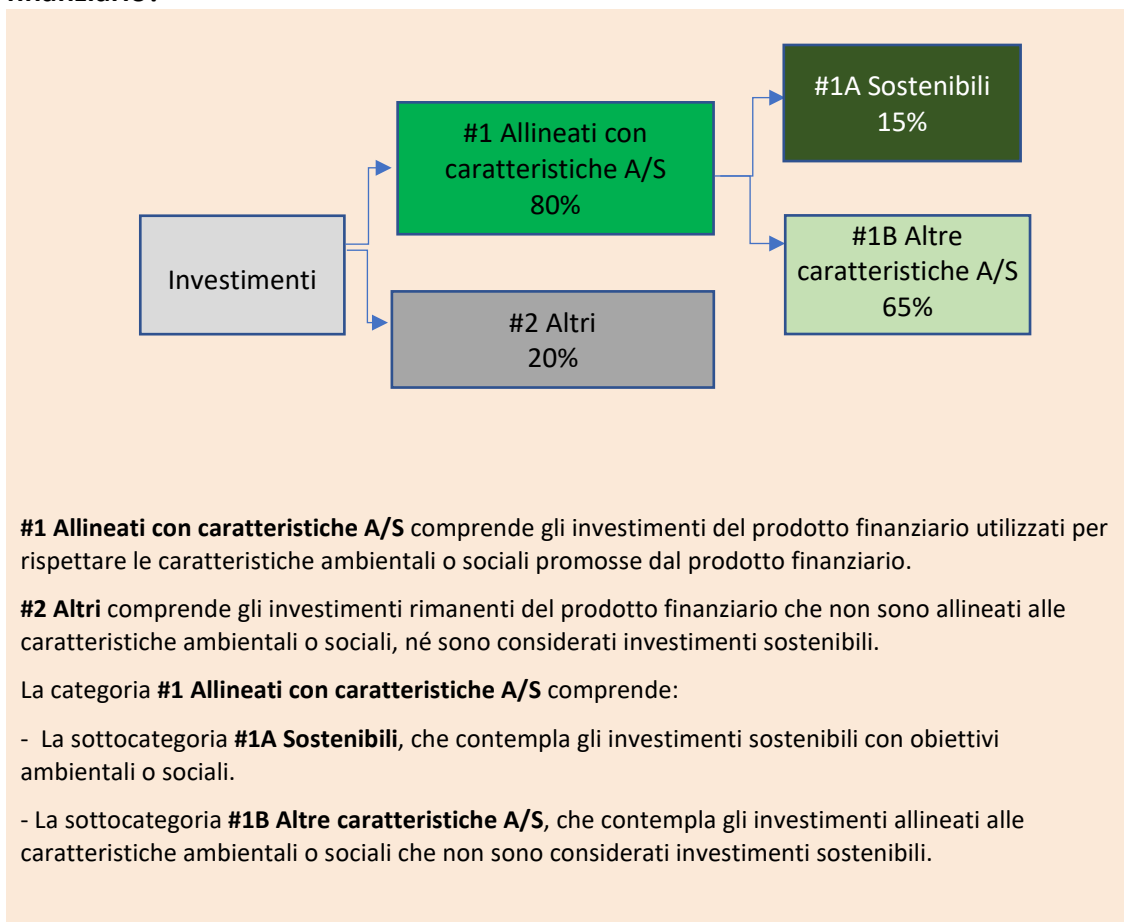 #1A Sostenibili
15%
#1 Allineati con
caratteristiche A/S
80%
#1B Altre
caratteristiche A/S
65%
Investimenti
#2 Altri
20%
#1 Allineati con caratteristiche A/S comprende gli investimenti del prodotto finanziario utilizzati per
rispettare le caratteristiche ambientali o sociali promosse dal prodotto finanziario.
#2 Altri comprende gli investimenti rimanenti del prodotto finanziario che non sono allineati alle
caratteristiche ambientali o sociali, né sono considerati investimenti sostenibili.
La categoria #1 Allineati con caratteristiche A/S comprende:
- La sottocategoria #1A Sostenibili, che contempla gli investimenti sostenibili con obiettivi
ambientali o sociali.
- La sottocategoria #1B Altre caratteristiche A/S, che contempla gli investimenti allineati alle
caratteristiche ambientali o sociali che non sono considerati investimenti sostenibili.